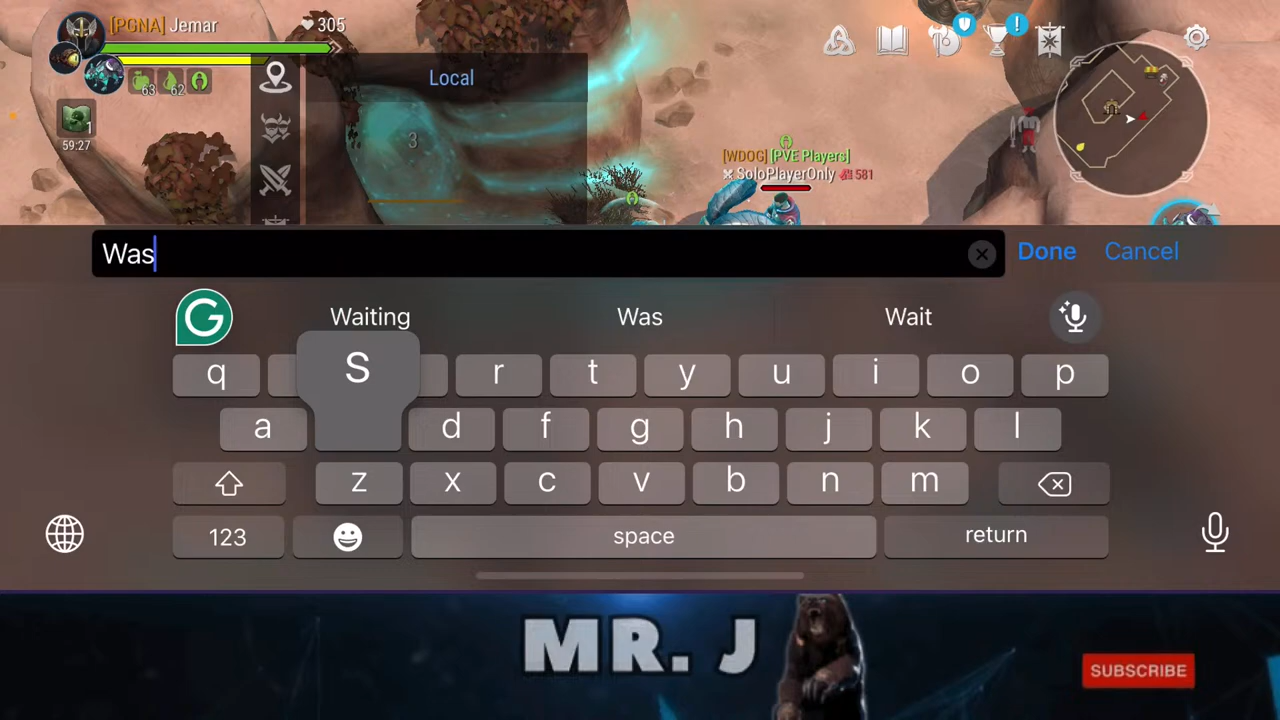 [PGNA] Jemar
305
63 62
1
59:27
Local
3
[WDOG] [PVE Players]
SoloPlayerOnly 581
!
Was
Done
Cancel
Waiting
Was
Wait
S
q r t y u i o p
a d f g h j k l
z x c v b n m
123
space
return
MR. J
SUBSCRIBE